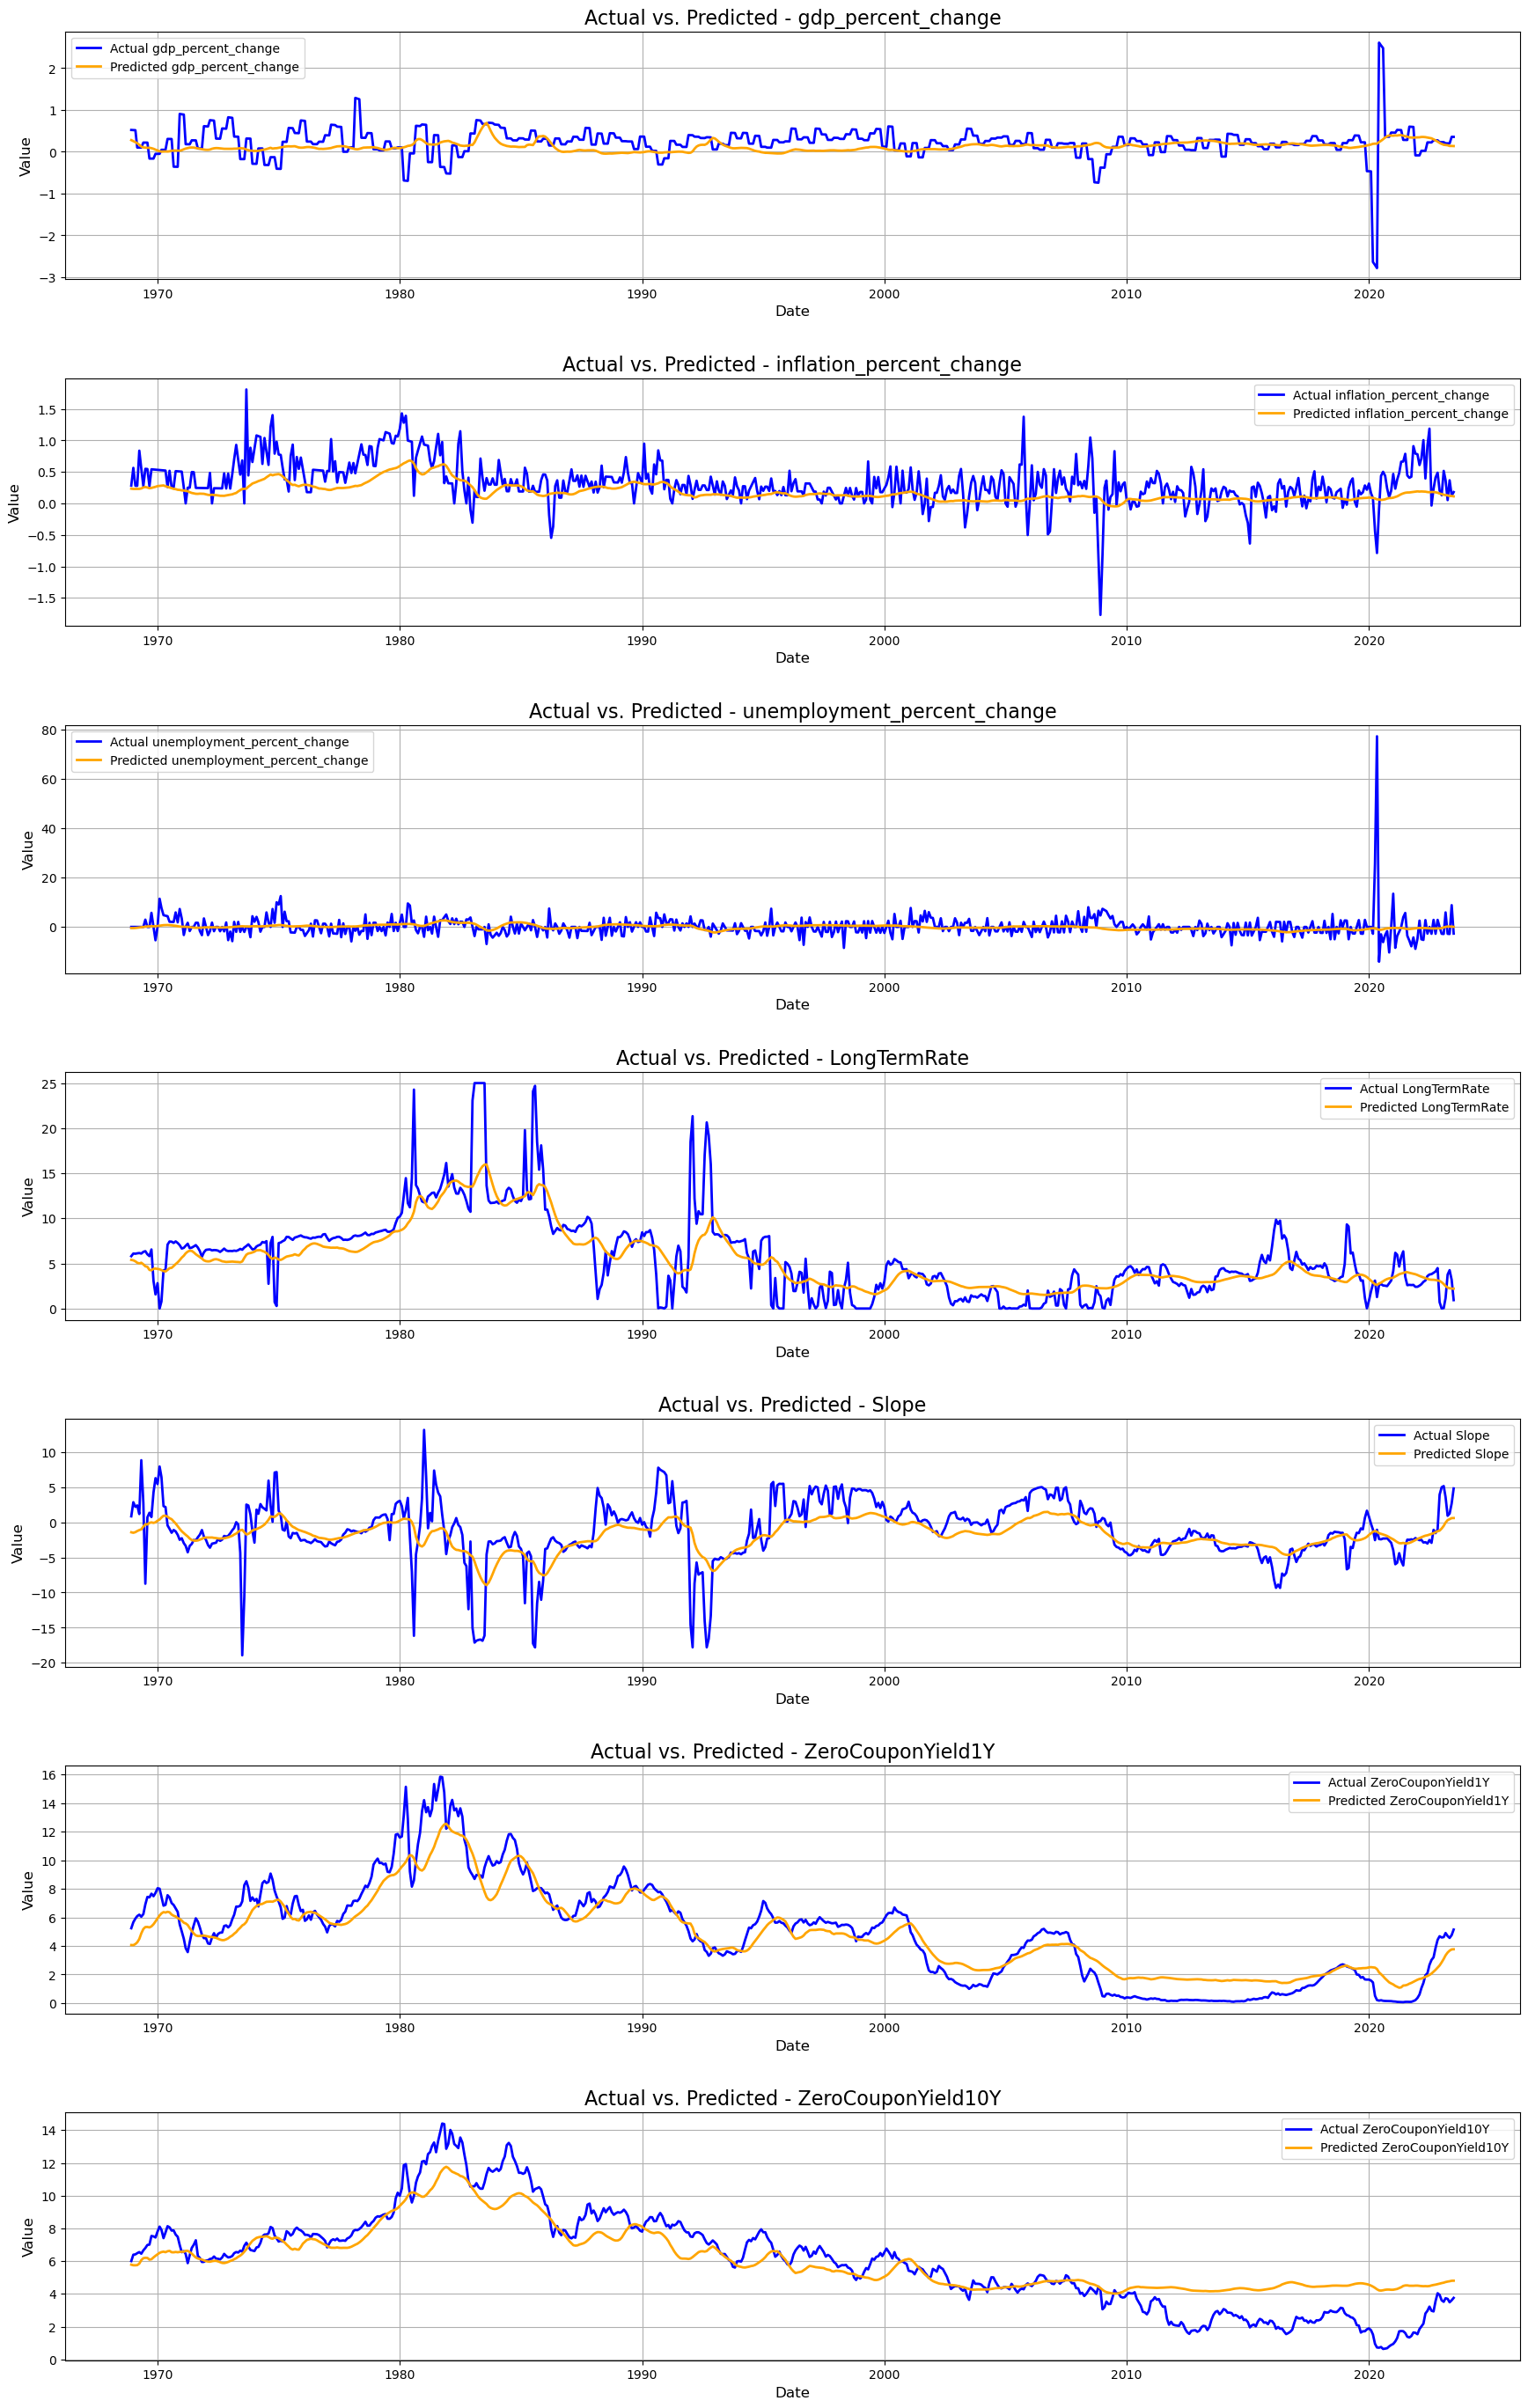 Actual vs. Predicted - gdp_percent_change
Actual gdp_percent_change
Predicted gdp_percent_change
Value
2
1
0
−1
−2
−3
1970 1980 1990 2000 2010 2020
Date
Actual vs. Predicted - inflation_percent_change
Actual inflation_percent_change
Predicted inflation_percent_change
Value
1.5
1.0
0.5
0.0
−0.5
−1.0
−1.5
1970 1980 1990 2000 2010 2020
Date
Actual vs. Predicted - unemployment_percent_change
Actual unemployment_percent_change
Predicted unemployment_percent_change
Value
80
60
40
20
0
1970 1980 1990 2000 2010 2020
Date
Actual vs. Predicted - LongTermRate
Actual LongTermRate
Predicted LongTermRate
Value
25
20
15
10
5
0
1970 1980 1990 2000 2010 2020
Date
Actual vs. Predicted - Slope
Actual Slope
Predicted Slope
Value
10
5
0
−5
−10
−15
−20
1970 1980 1990 2000 2010 2020
Date
Actual vs. Predicted - ZeroCouponYield1Y
Actual ZeroCouponYield1Y
Predicted ZeroCouponYield1Y
Value
16
14
12
10
8
6
4
2
0
1970 1980 1990 2000 2010 2020
Date
Actual vs. Predicted - ZeroCouponYield10Y
Actual ZeroCouponYield10Y
Predicted ZeroCouponYield10Y
Value
14
12
10
8
6
4
2
0
1970 1980 1990 2000 2010 2020
Date